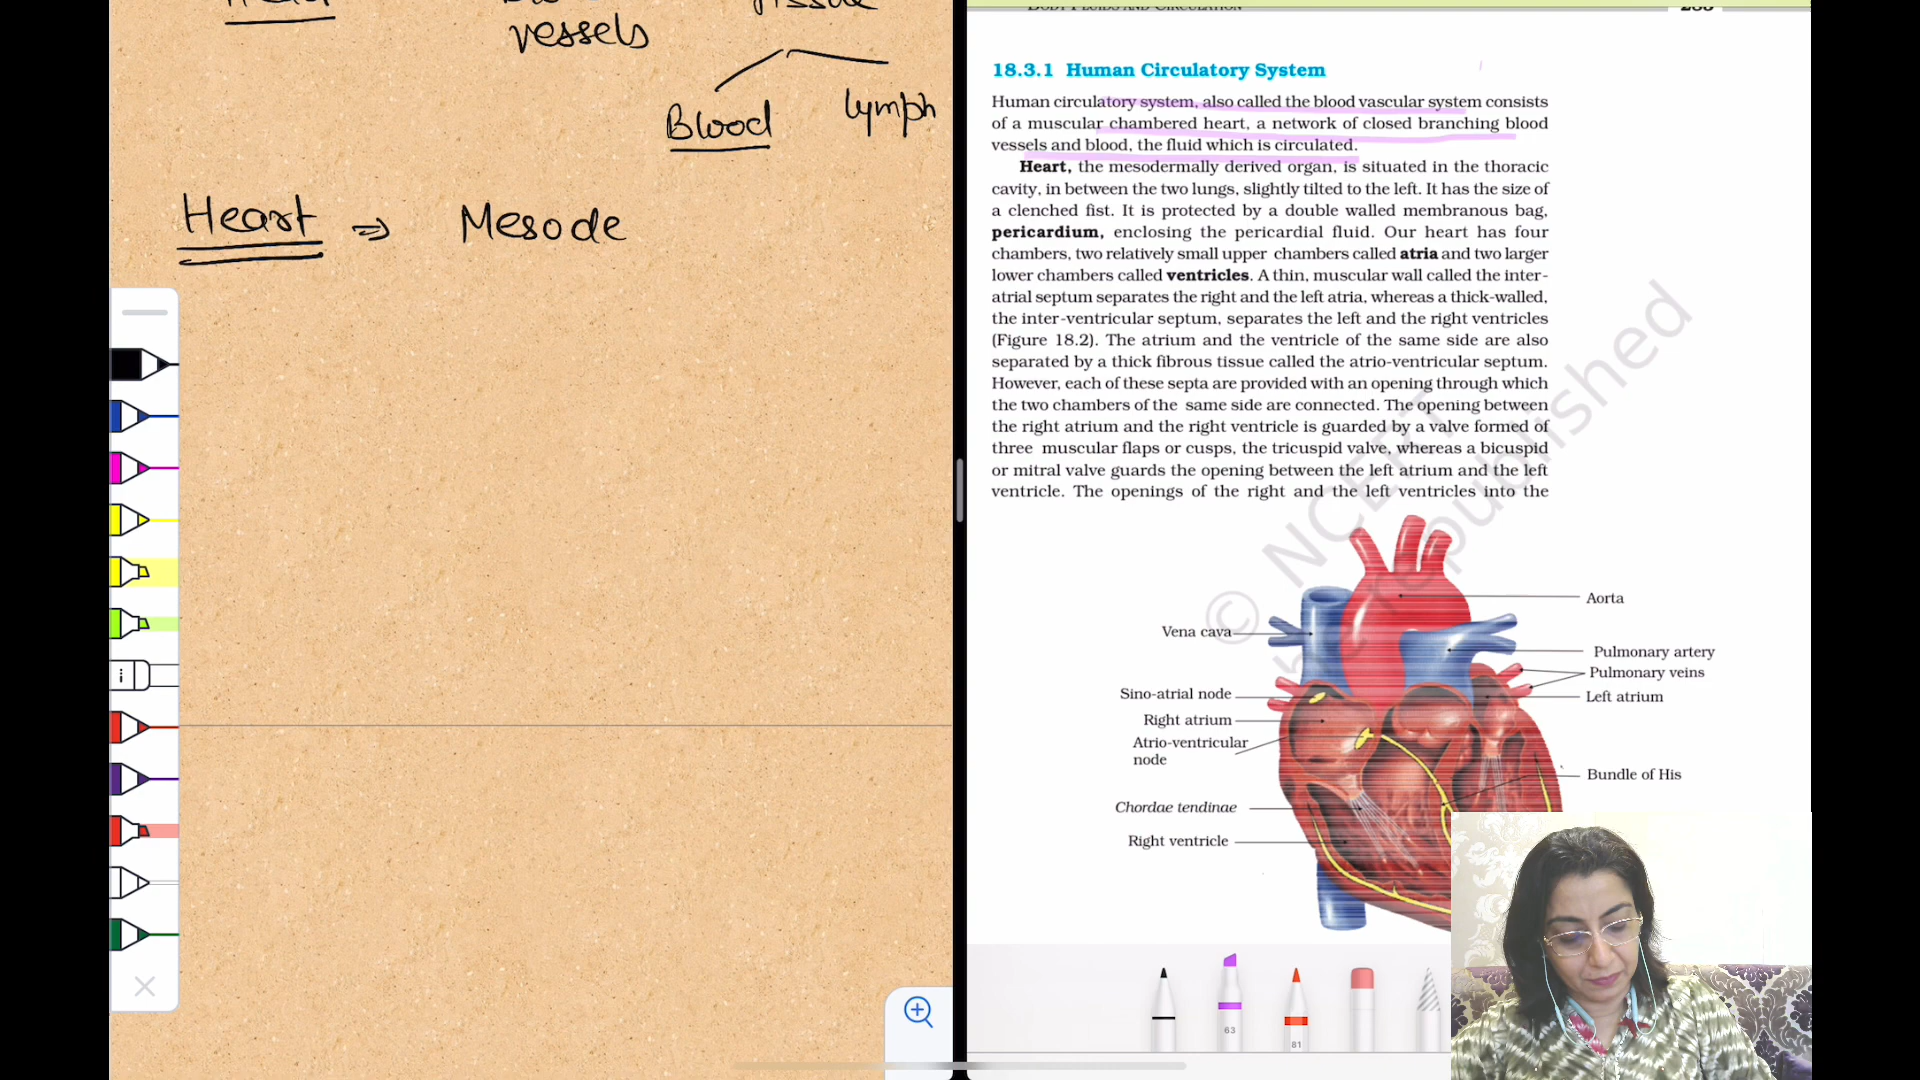 vessels
Blood
lymph
Heart ⇒ Mesode
BODY FLUIDS AND CIRCULATION
18.3.1 Human Circulatory System
Human circulatory system, also called the blood vascular system consists
of a muscular chambered heart, a network of closed branching blood
vessels and blood, the fluid which is circulated.
Heart, the mesodermally derived organ, is situated in the thoracic
cavity, in between the two lungs, slightly tilted to the left. It has the size of
a clenched fist. It is protected by a double walled membranous bag,
pericardium, enclosing the pericardial fluid. Our heart has four
chambers, two relatively small upper chambers called atria and two larger
lower chambers called ventricles. A thin, muscular wall called the inter-
atrial septum separates the right and the left atria, whereas a thick-walled,
the inter-ventricular septum, separates the left and the right ventricles
(Figure 18.2). The atrium and the ventricle of the same side are also
separated by a thick fibrous tissue called the atrio-ventricular septum.
However, each of these septa are provided with an opening through which
the two chambers of the same side are connected. The opening between
the right atrium and the right ventricle is guarded by a valve formed of
three muscular flaps or cusps, the tricuspid valve, whereas a bicuspid
or mitral valve guards the opening between the left atrium and the left
ventricle. The openings of the right and the left ventricles into the
© NCERT
republished
Aorta
Vena cava
Pulmonary artery
Pulmonary veins
Sino-atrial node
Left atrium
Right atrium
Atrio-ventricular
node
Bundle of His
Chordae tendinae
Right ventricle
63
81